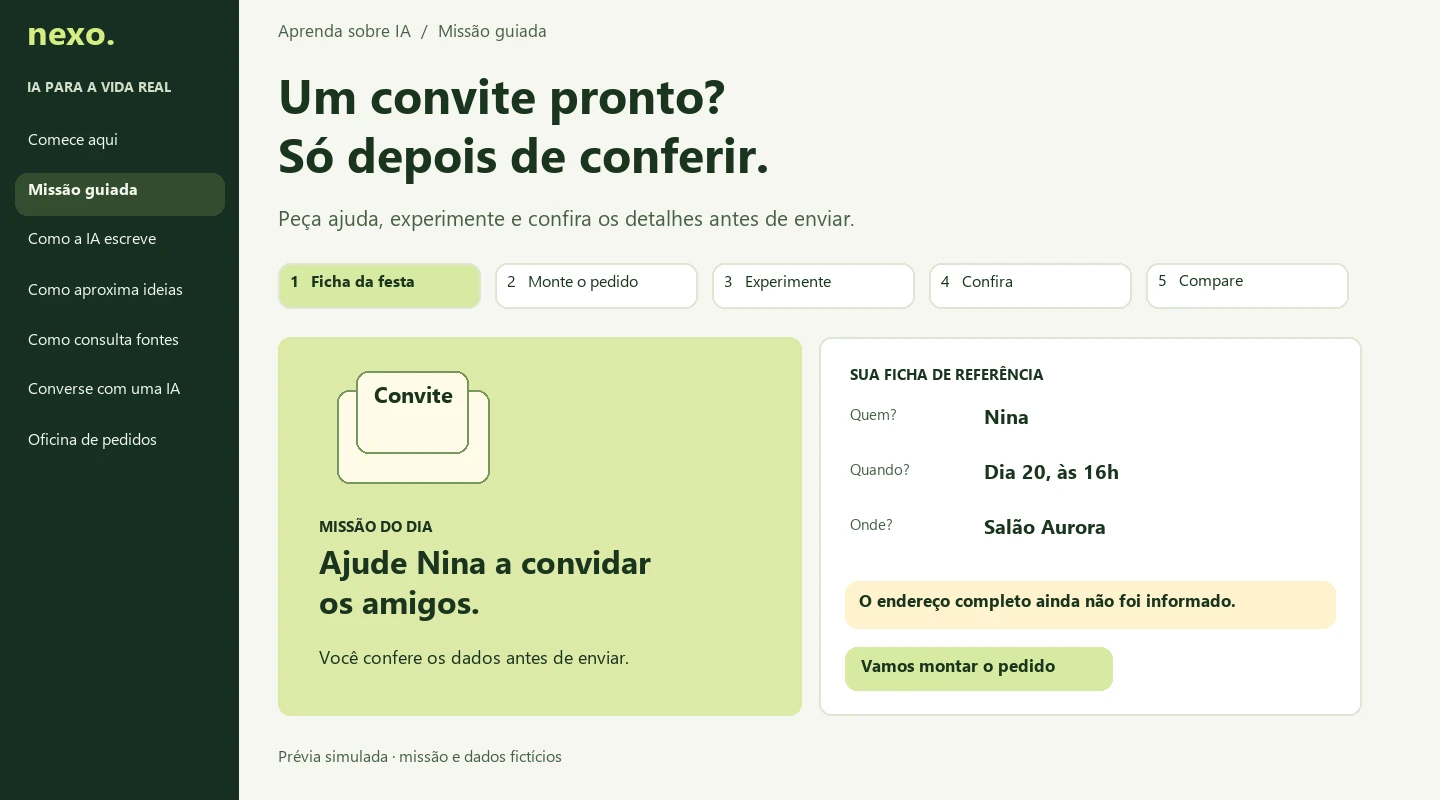 nexo.
IA PARA A VIDA REAL
Comece aqui
Missão guiada
Como a IA escreve
Como aproxima ideias
Como consulta fontes
Converse com uma IA
Oficina de pedidos
Aprenda sobre IA / Missão guiada
Um convite pronto?
Só depois de conferir.
Peça ajuda, experimente e confira os detalhes antes de enviar.
1 Ficha da festa
2 Monte o pedido
3 Experimente
4 Confira
5 Compare
Convite
MISSÃO DO DIA
Ajude Nina a convidar
os amigos.
Você confere os dados antes de enviar.
SUA FICHA DE REFERÊNCIA
Quem? Nina
Quando? Dia 20, às 16h
Onde? Salão Aurora
O endereço completo ainda não foi informado.
Vamos montar o pedido
Prévia simulada · missão e dados fictícios